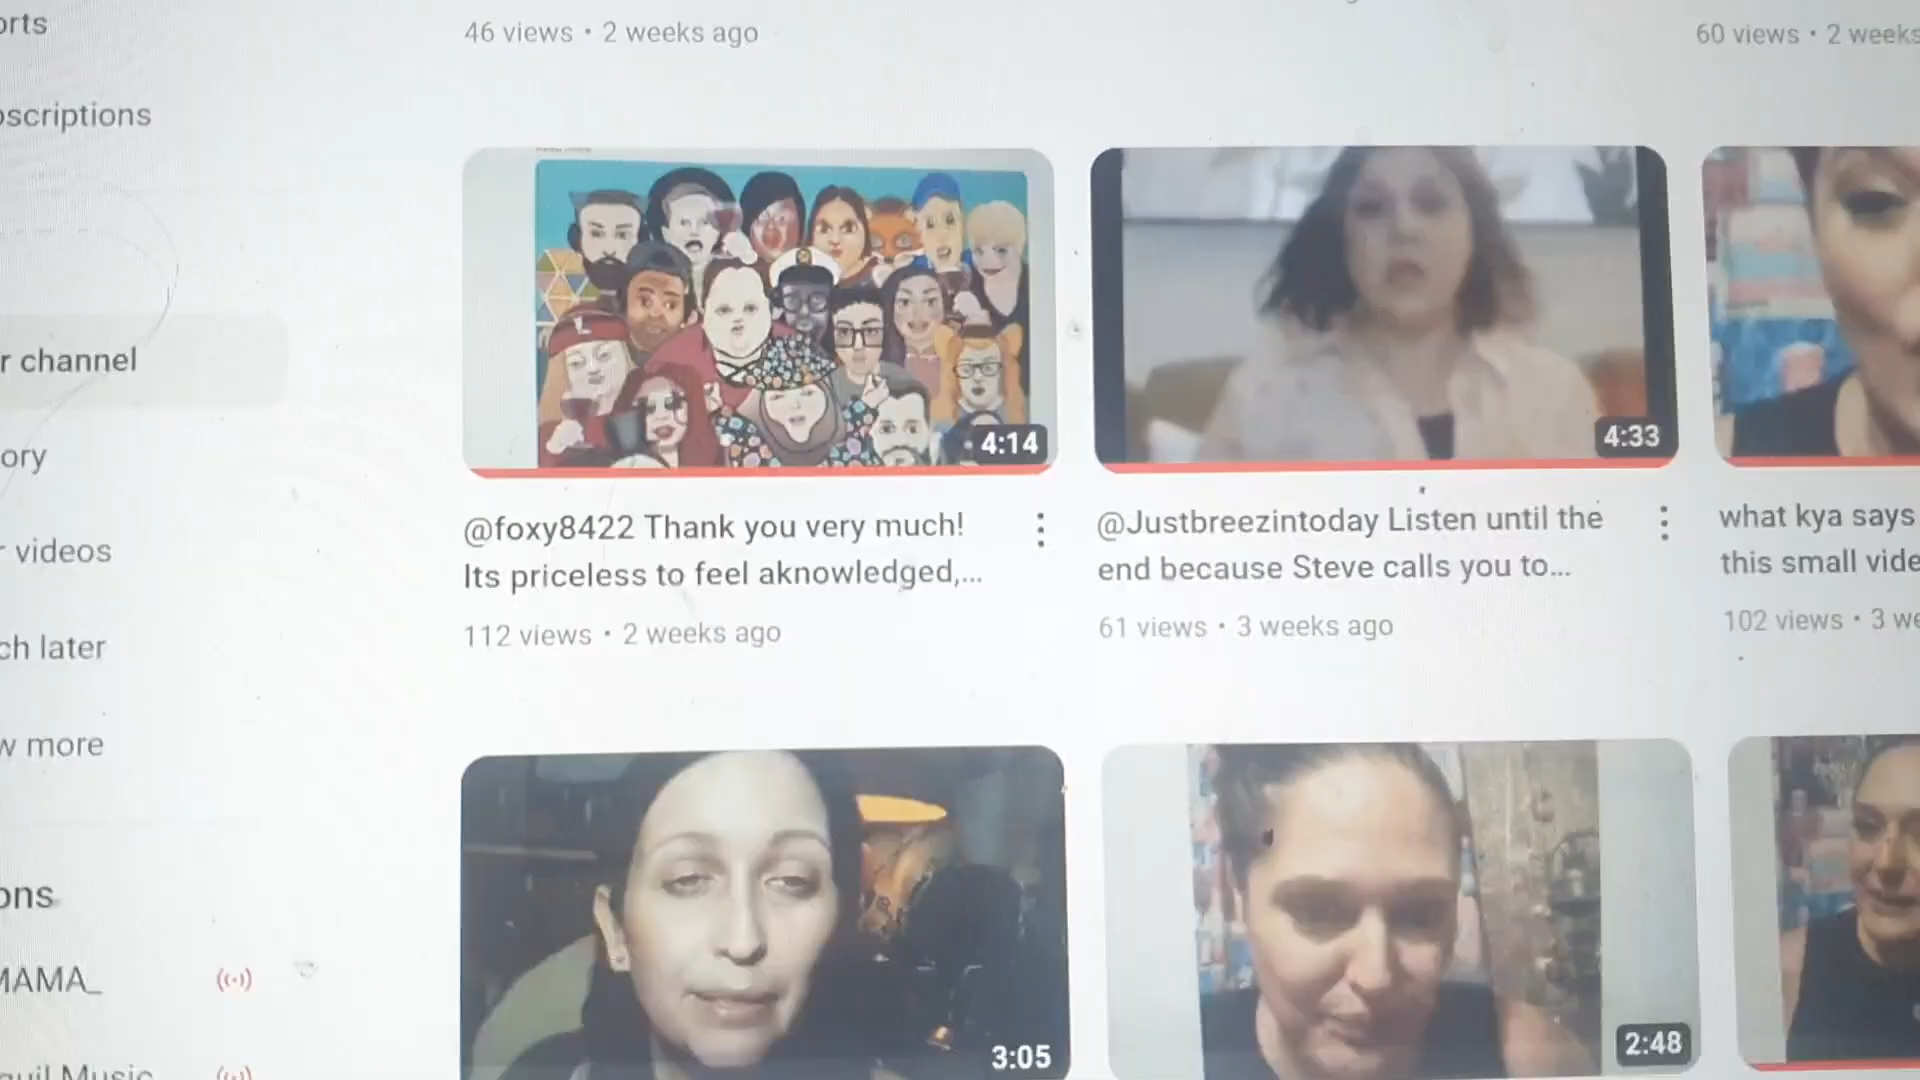 orts
bscriptions
r channel
ory
r videos
ch later
w more
ons
MAMA_
quil Music
46 views • 2 weeks ago
60 views • 2 weeks
4:14
@foxy8422 Thank you very much!
Its priceless to feel aknowledged,...
112 views • 2 weeks ago
4:33
@Justbreezintoday Listen until the
end because Steve calls you to...
61 views • 3 weeks ago
what kya says
this small vide
102 views • 3 we
3:05
2:48